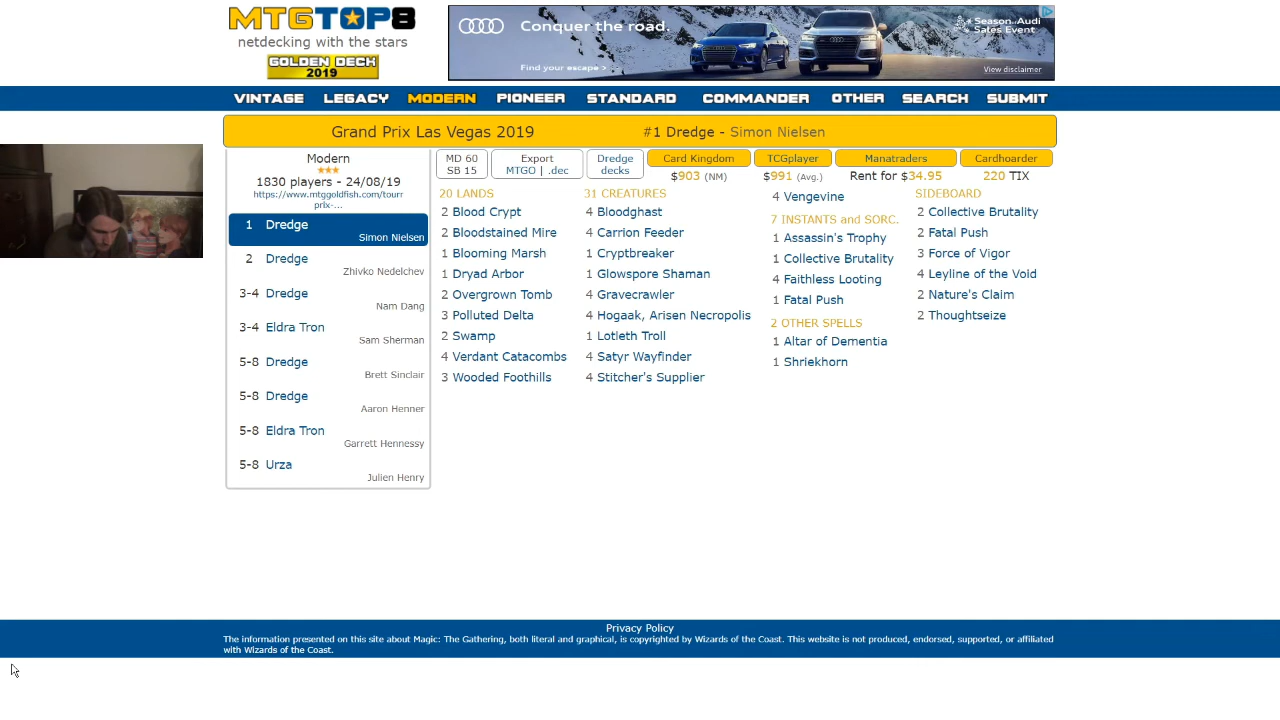 MTGTOP8
netdecking with the stars
GOLDEN DECK
2019
Conquer the road.
Find your escape >
Season of Audi
Sales Event
View disclaimer
VINTAGE LEGACY MODERN PIONEER STANDARD COMMANDER OTHER SEARCH SUBMIT
Grand Prix Las Vegas 2019 #1 Dredge - Simon Nielsen
Modern
1830 players - 24/08/19
https://www.mtggoldfish.com/tourr
prix-...
1 Dredge
Simon Nielsen
2 Dredge
Zhivko Nedelchev
3-4 Dredge
Nam Dang
3-4 Eldra Tron
Sam Sherman
5-8 Dredge
Brett Sinclair
5-8 Dredge
Aaron Henner
5-8 Eldra Tron
Garrett Hennessy
5-8 Urza
Julien Henry
MD 60
SB 15
Export
MTGO | .dec
Dredge
decks
Card Kingdom
$903 (NM)
TCGplayer
$991 (Avg.)
Manatraders
Rent for $34.95
Cardhoarder
220 TIX
20 LANDS
2 Blood Crypt
2 Bloodstained Mire
1 Blooming Marsh
1 Dryad Arbor
2 Overgrown Tomb
3 Polluted Delta
2 Swamp
4 Verdant Catacombs
3 Wooded Foothills
31 CREATURES
4 Bloodghast
4 Carrion Feeder
1 Cryptbreaker
1 Glowspore Shaman
4 Gravecrawler
4 Hogaak, Arisen Necropolis
1 Lotleth Troll
4 Satyr Wayfinder
4 Stitcher's Supplier
4 Vengevine
7 INSTANTS and SORC.
1 Assassin's Trophy
1 Collective Brutality
4 Faithless Looting
1 Fatal Push
2 OTHER SPELLS
1 Altar of Dementia
1 Shriekhorn
SIDEBOARD
2 Collective Brutality
2 Fatal Push
3 Force of Vigor
4 Leyline of the Void
2 Nature's Claim
2 Thoughtseize
Privacy Policy
The information presented on this site about Magic: The Gathering, both literal and graphical, is copyrighted by Wizards of the Coast. This website is not produced, endorsed, supported, or affiliated
with Wizards of the Coast.